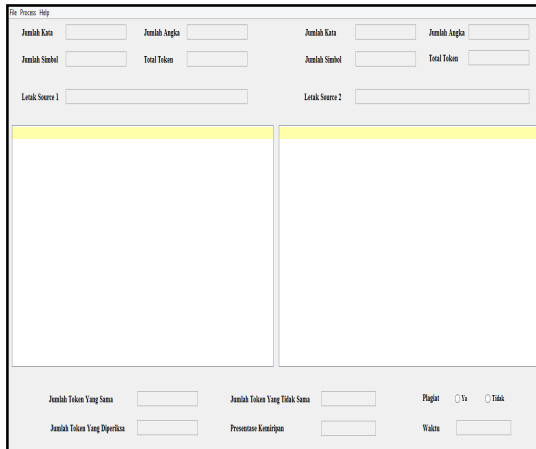 File Process Help
Jumlah Kata Jumlah Angka Jumlah Kata Jumlah Angka
Jumlah Simbol Total Token Jumlah Simbol Total Token
Letak Source 1 Letak Source 2
Jumlah Token Yang Sama Jumlah Token Yang Tidak Sama Plagiat Ya Tidak
Jumlah Token Yang Diperiksa Presentase Kemiripan Waktu